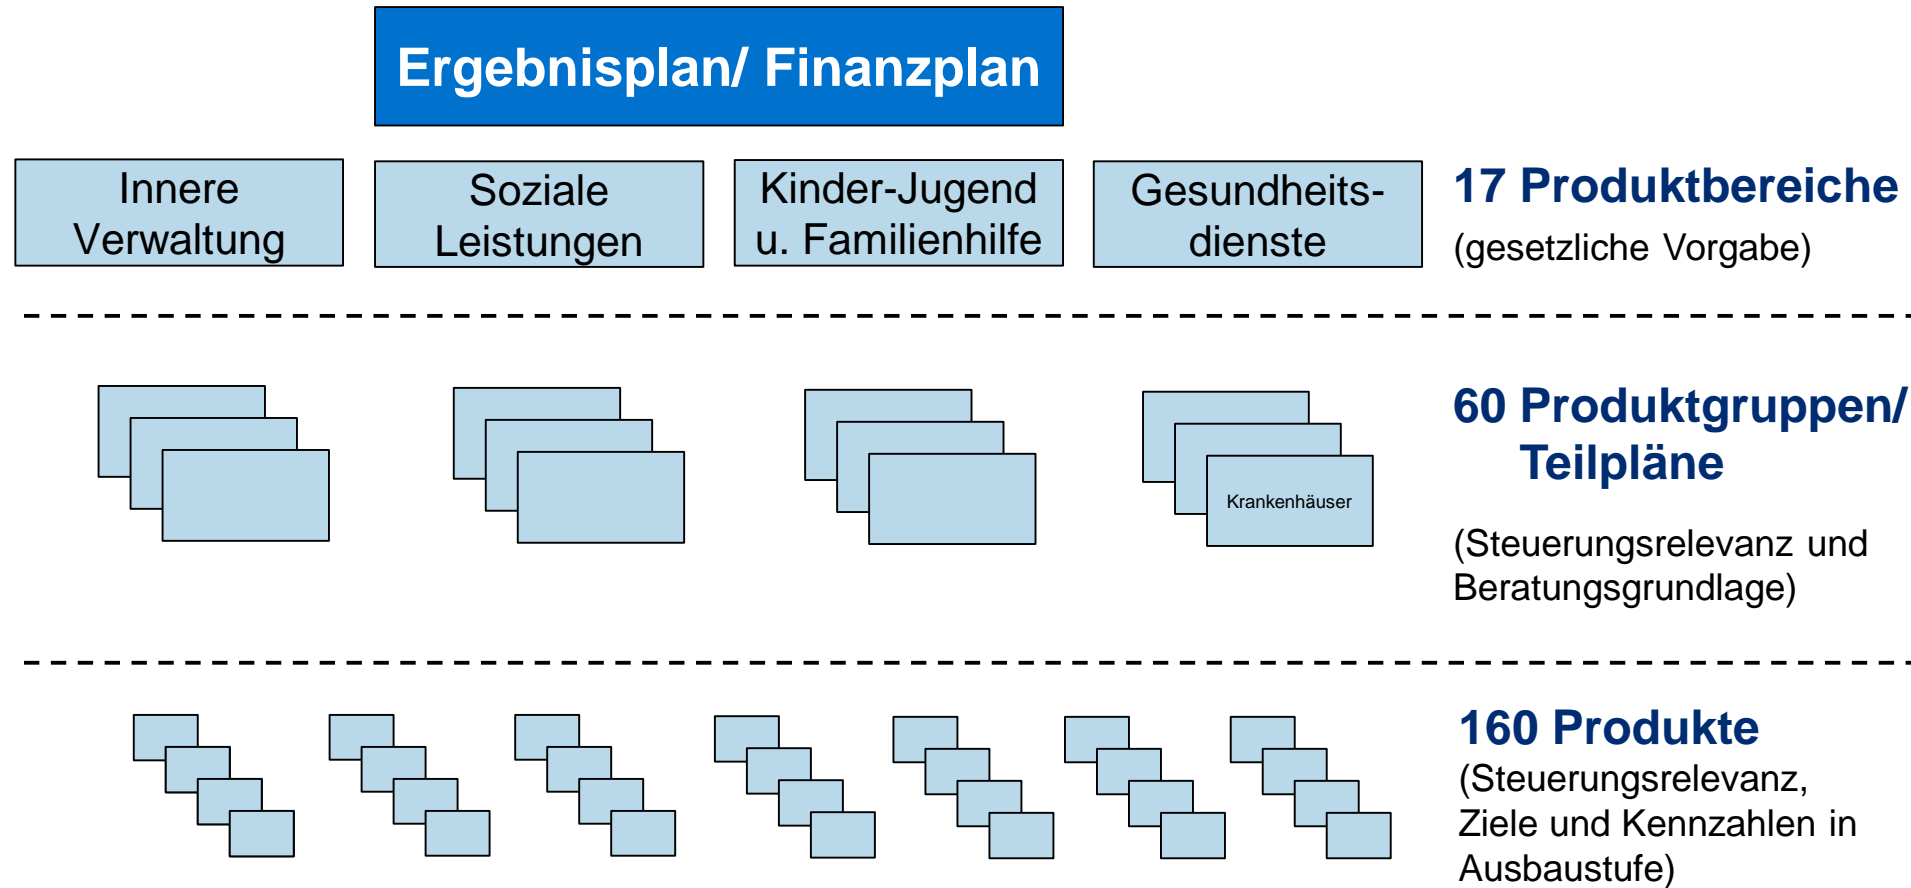 Ergebnisplan/ Finanzplan
Innere
Verwaltung
Soziale
Leistungen
Kinder-Jugend
u. Familienhilfe
Gesundheits-
dienste
17 Produktbereiche
(gesetzliche Vorgabe)
60 Produktgruppen/
Teilpläne
Krankenhäuser
(Steuerungsrelevanz und
Beratungsgrundlage)
160 Produkte
(Steuerungsrelevanz,
Ziele und Kennzahlen in
Ausbaustufe)